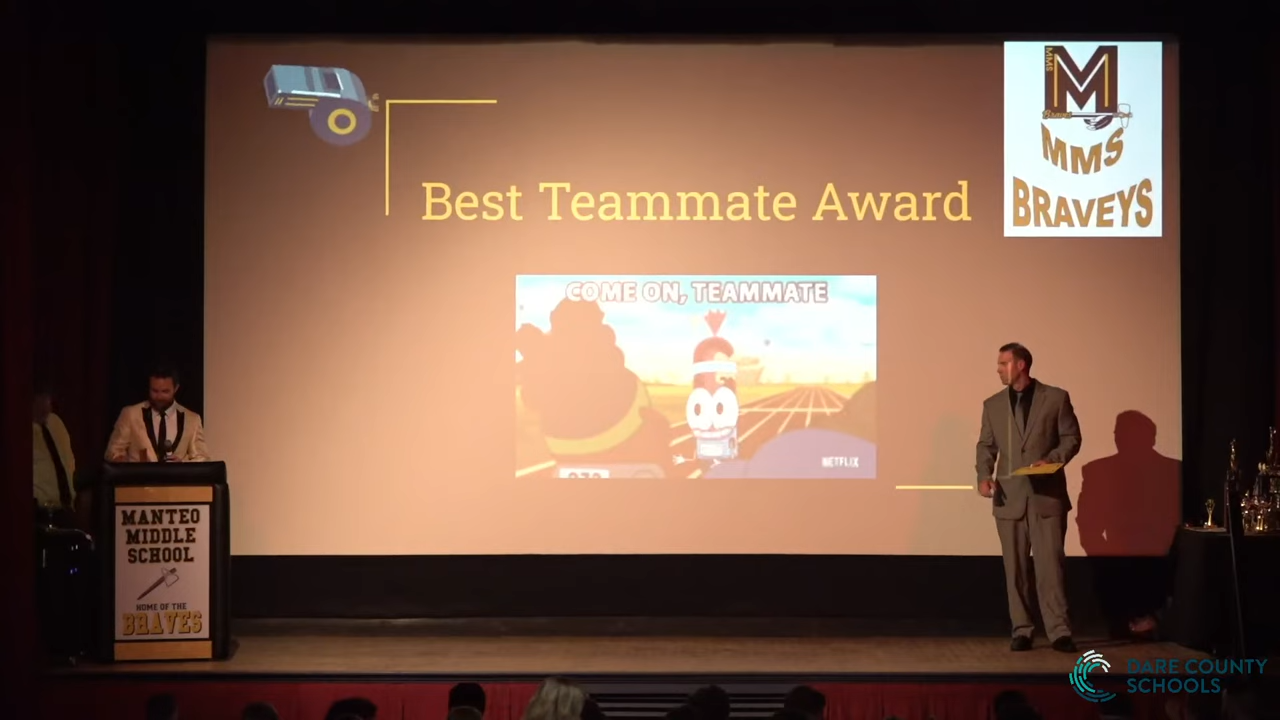 Best Teammate Award
MMS
M
Braves
MMS
BRAVEYS
COME ON, TEAMMATE
NETFLIX
MANTEO
MIDDLE
SCHOOL
HOME OF THE
BRAVES
DARE COUNTY
SCHOOLS